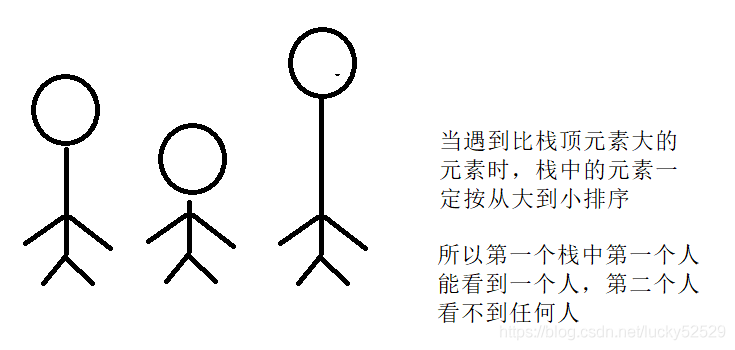 当遇到比栈顶元素大的
元素时，栈中的元素一
定按从大到小排序
所以第一个栈中第一个人
能看到一个人，第二个人
看不到任何人
https://blog.csdn.net/lucky52529